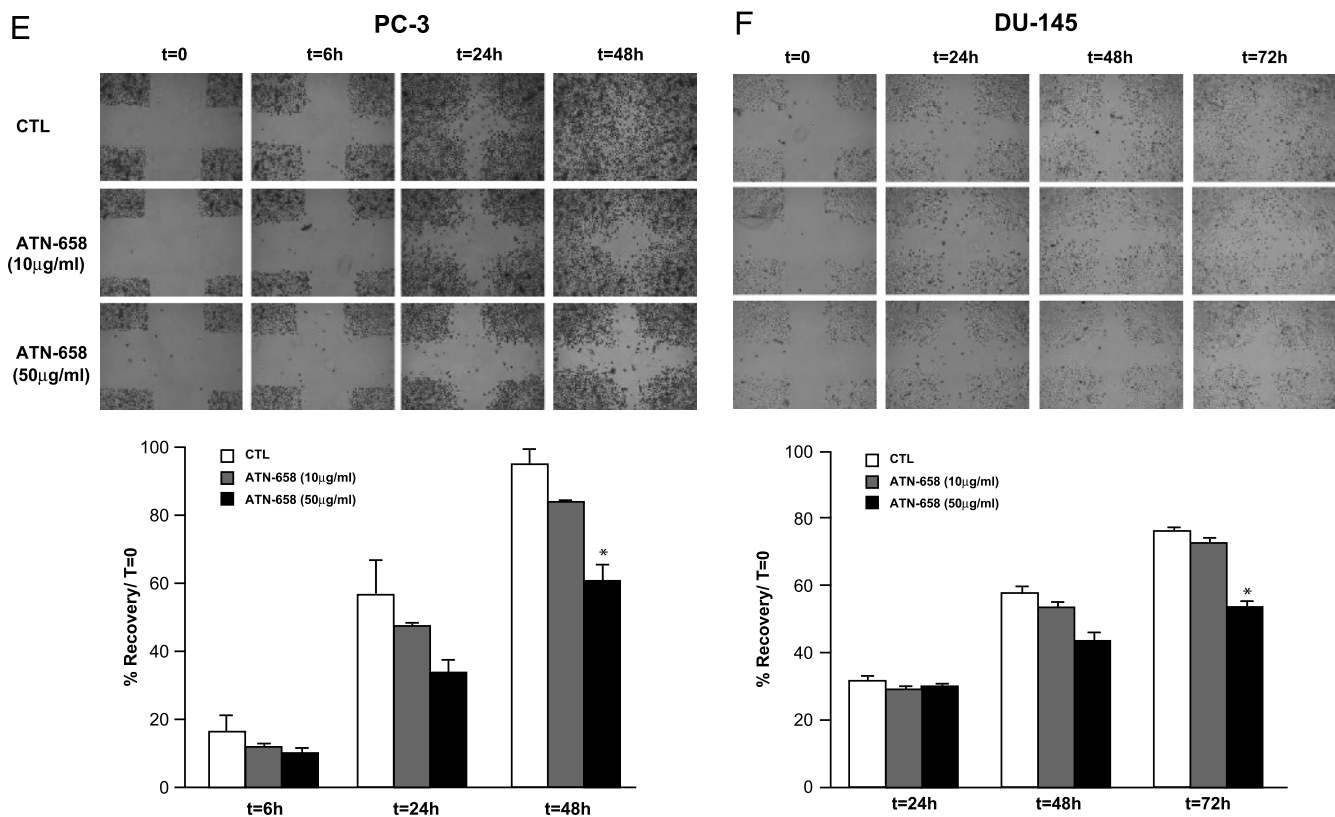 E
PC-3
t=0 t=6h t=24h t=48h
CTL
ATN-658
(10μg/ml)
ATN-658
(50μg/ml)
100
80
60
40
20
0
% Recovery/ T=0
CTL
ATN-658 (10μg/ml)
ATN-658 (50μg/ml)
*
t=6h t=24h t=48h
F
DU-145
t=0 t=24h t=48h t=72h
100
80
60
40
20
0
% Recovery/ T=0
CTL
ATN-658 (10μg/ml)
ATN-658 (50μg/ml)
*
t=24h t=48h t=72h